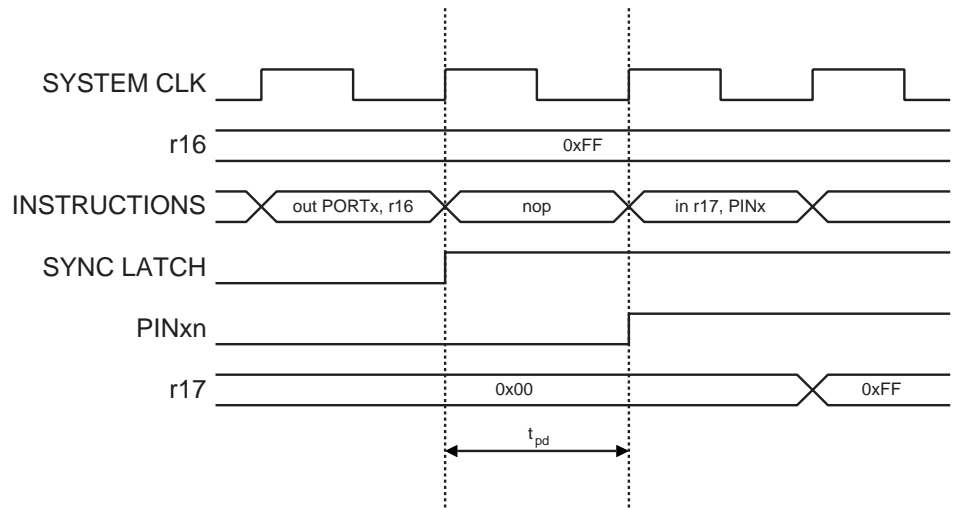 SYSTEM CLK
r16 0xFF
INSTRUCTIONS out PORTx, r16 nop in r17, PINx
SYNC LATCH
PINxn
r17 0x00 0xFF
tpd